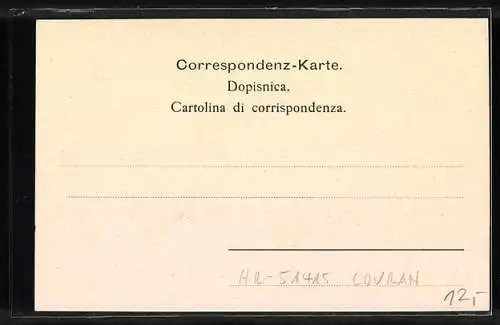 Correspondenz-Karte.
Dopisnica.
Cartolina di corrispondenza.
HR-51415 LOVRAN
12,-